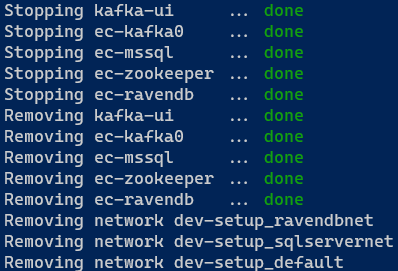 Stopping kafka-ui     ... done
Stopping ec-kafka0    ... done
Stopping ec-mssql     ... done
Stopping ec-zookeeper ... done
Stopping ec-ravendb   ... done
Removing kafka-ui     ... done
Removing ec-kafka0    ... done
Removing ec-mssql     ... done
Removing ec-zookeeper ... done
Removing ec-ravendb   ... done
Removing network dev-setup_ravendbnet
Removing network dev-setup_sqlservernet
Removing network dev-setup_default